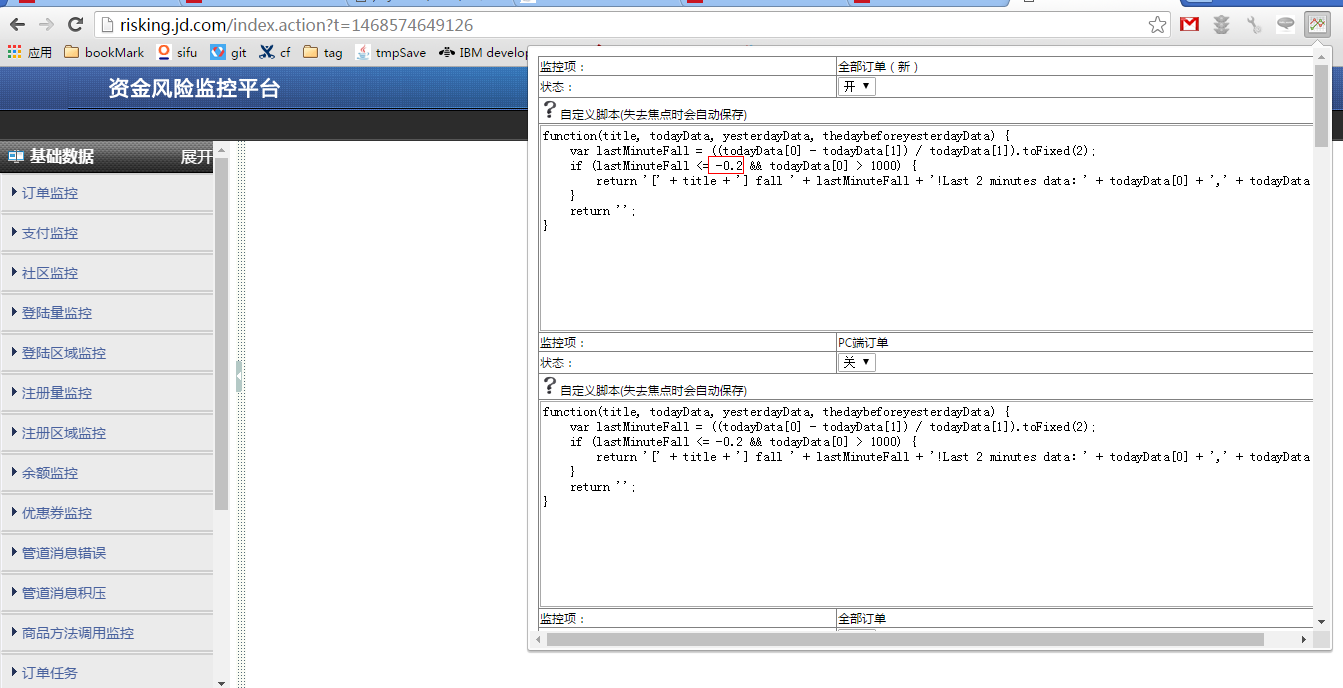 risking.jd.com/index.action?t=1468574649126
应用 bookMark sifu git cf tag tmpSave IBM develop
资金风险监控平台
基础数据 展开
订单监控
支付监控
社区监控
登陆量监控
登陆区域监控
注册量监控
注册区域监控
余额监控
优惠券监控
管道消息错误
管道消息积压
商品方法调用监控
订单任务
监控项： 全部订单（新）
状态： 开
? 自定义脚本(失去焦点时会自动保存)
function(title, todayData, yesterdayData, thedaybeforeyesterdayData) {
var lastMinuteFall = ((todayData[0] - todayData[1]) / todayData[1]).toFixed(2);
if (lastMinuteFall <= -0.2 && todayData[0] > 1000) {
return '[' + title + '] fall ' + lastMinuteFall + '!Last 2 minutes data: ' + todayData[0] + ',' + todayData
}
return '';
}
监控项： PC端订单
状态： 关
? 自定义脚本(失去焦点时会自动保存)
function(title, todayData, yesterdayData, thedaybeforeyesterdayData) {
var lastMinuteFall = ((todayData[0] - todayData[1]) / todayData[1]).toFixed(2);
if (lastMinuteFall <= -0.2 && todayData[0] > 1000) {
return '[' + title + '] fall ' + lastMinuteFall + '!Last 2 minutes data: ' + todayData[0] + ',' + todayData
}
return '';
}
监控项： 全部订单